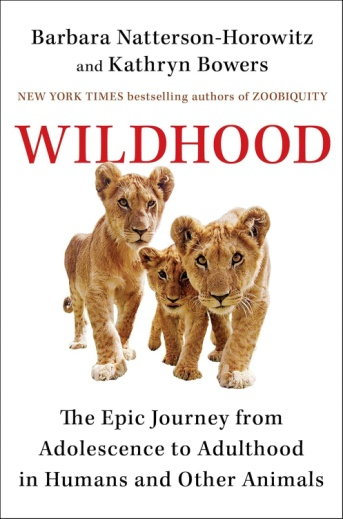 Barbara Natterson-Horowitz
and Kathryn Bowers
NEW YORK TIMES bestselling authors of ZOOBIQUITY
WILDHOOD
The Epic Journey from
Adolescence to Adulthood
in Humans and Other Animals